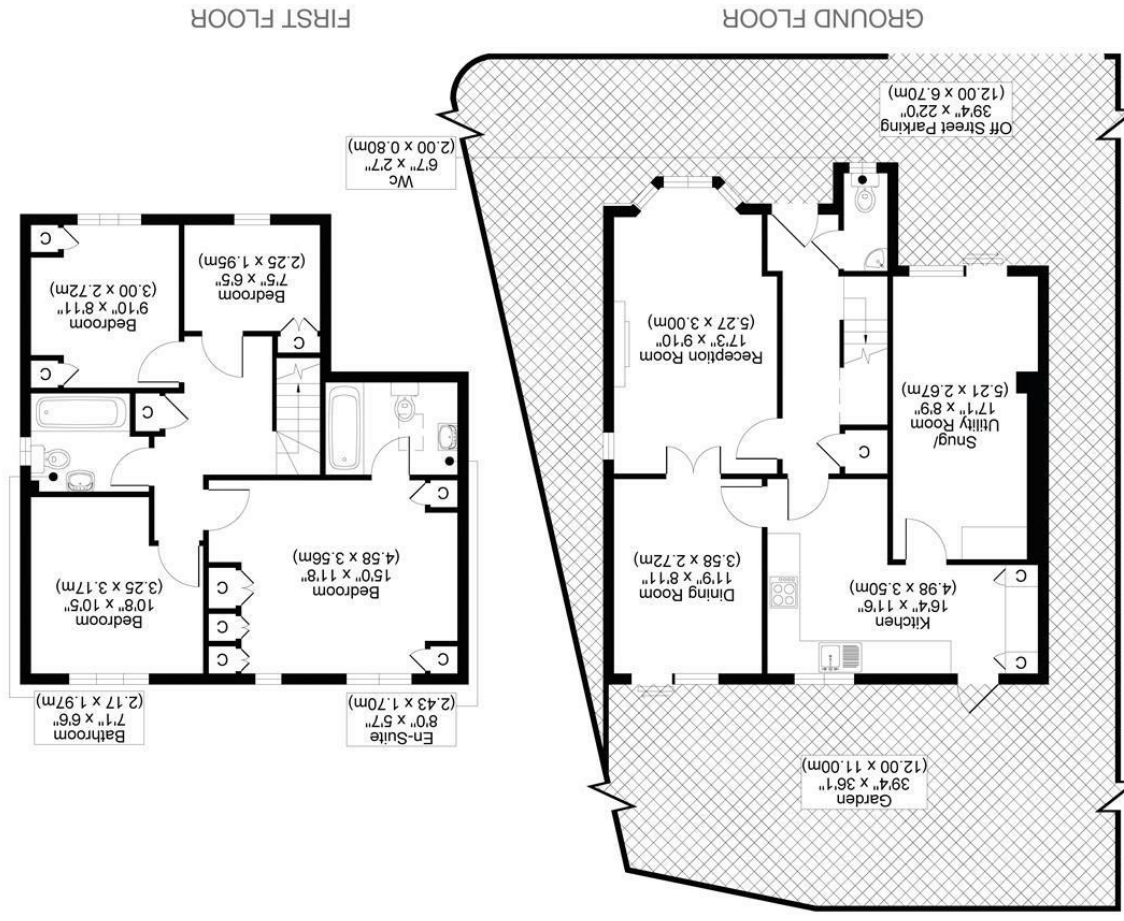 GROUND FLOOR
FIRST FLOOR
Off Street Parking
39'4" x 22'0"
(12.00 x 6.70m)
Wc
6'7" x 2'7"
(2.00 x 0.80m)
Reception Room
17'3" x 9'10"
(5.27 x 3.00m)
Snug/
Utility Room
17'1" x 8'9"
(5.21 x 2.67m)
C
Dining Room
11'9" x 8'11"
(3.58 x 2.72m)
Kitchen
16'4" x 11'6"
(4.98 x 3.50m)
C
C
Garden
39'4" x 36'1"
(12.00 x 11.00m)
Bedroom
9'10" x 8'11"
(3.00 x 2.72m)
C
C
Bedroom
7'5" x 6'5"
(2.25 x 1.95m)
C
C
Bedroom
15'0" x 11'8"
(4.58 x 3.56m)
C
C
C
C
C
Bedroom
10'8" x 10'5"
(3.25 x 3.17m)
En-Suite
8'0" x 5'7"
(2.43 x 1.70m)
Bathroom
7'1" x 6'6"
(2.17 x 1.97m)